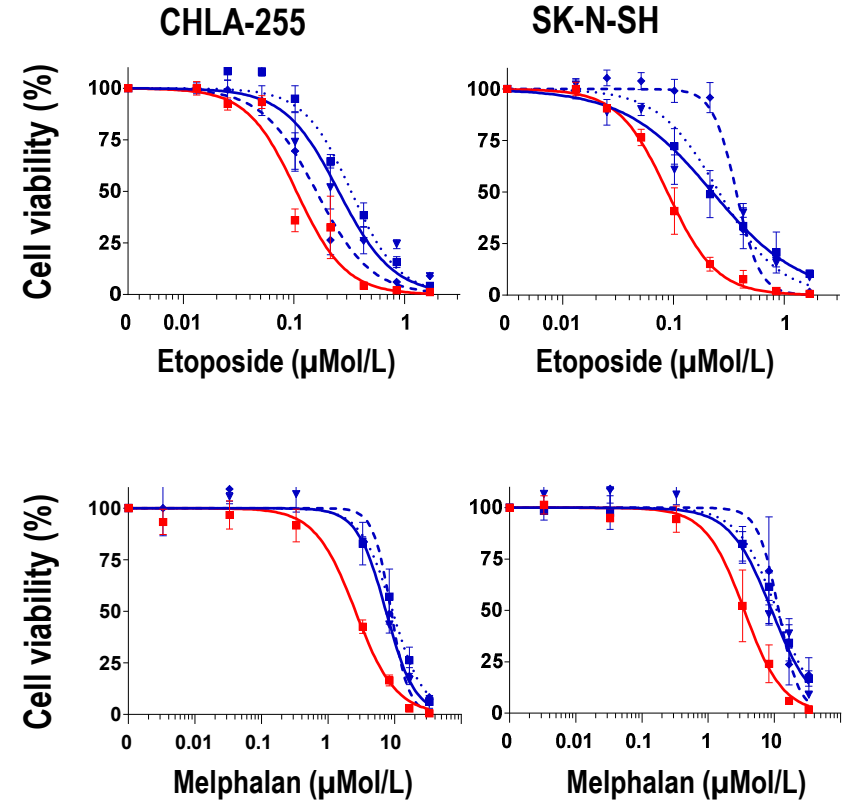 CHLA-255 SK-N-SH
Cell viability (%)
100 100
75 75
50 50
25 25
0 0
0 0.01 0.1 1 0 0.01 0.1 1
Etoposide (µMol/L) Etoposide (µMol/L)
Cell viability (%)
100 100
75 75
50 50
25 25
0 0
0 0.01 0.1 1 10 0 0.01 0.1 1 10
Melphalan (µMol/L) Melphalan (µMol/L)